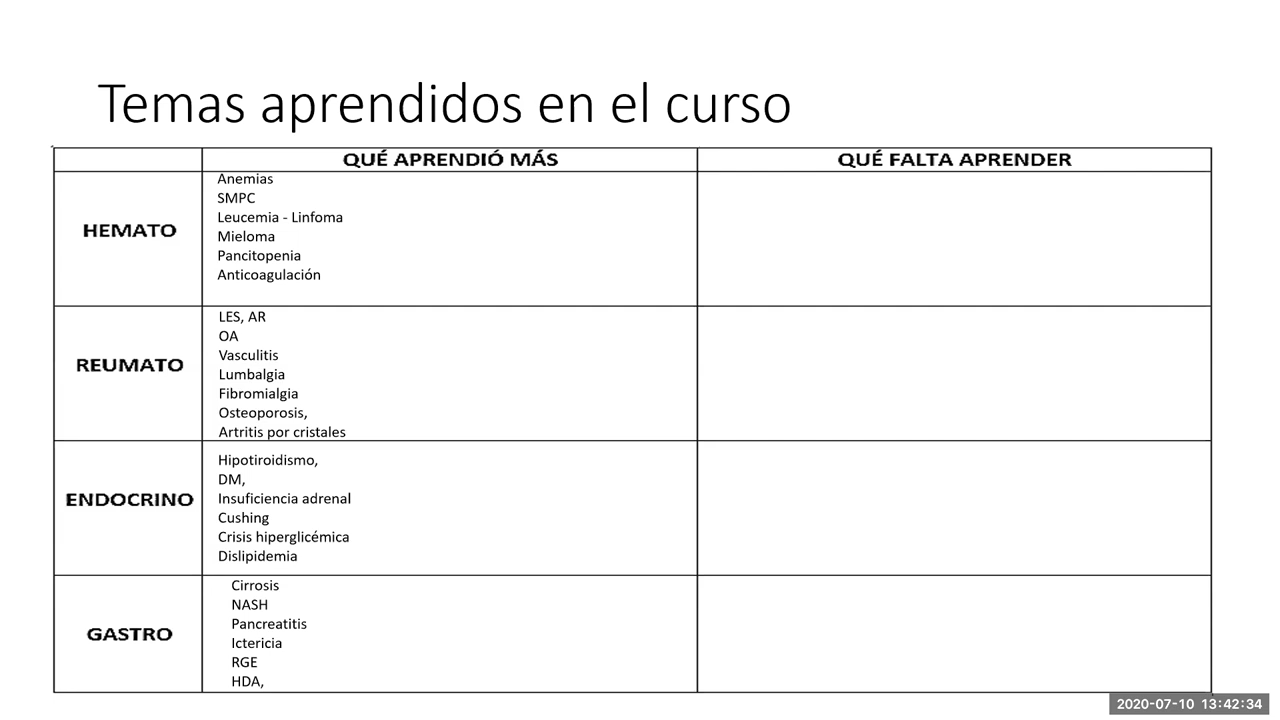 Temas aprendidos en el curso
QUÉ APRENDIÓ MÁS
QUÉ FALTA APRENDER
HEMATO
Anemias
SMPC
Leucemia - Linfoma
Mieloma
Pancitopenia
Anticoagulación
REUMATO
LES, AR
OA
Vasculitis
Lumbalgia
Fibromialgia
Osteoporosis,
Artritis por cristales
ENDOCRINO
Hipotiroidismo,
DM,
Insuficiencia adrenal
Cushing
Crisis hiperglicémica
Dislipidemia
GASTRO
Cirrosis
NASH
Pancreatitis
Ictericia
RGE
HDA,
2020-07-10 13:42:34